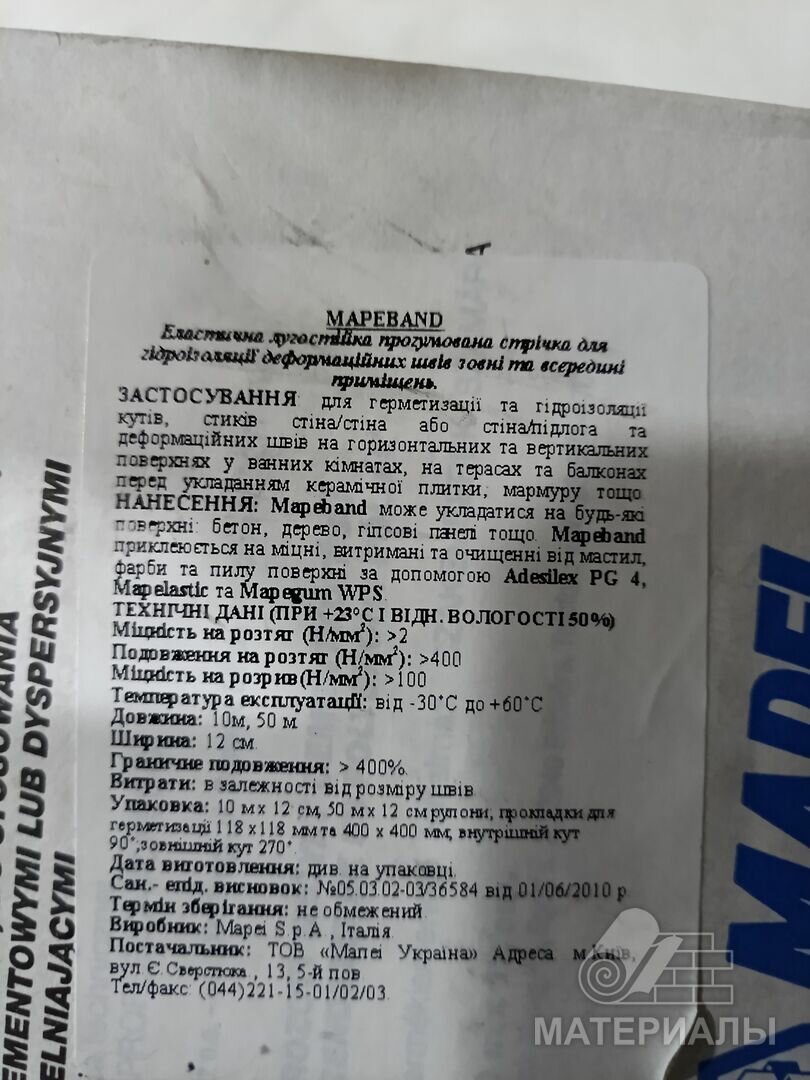 MAPEBAND
Еластична лугостійка прогумована стрічка для
гідроізоляції деформаційних швів зовні та всередині
приміщень.
ЗАСТОСУВАННЯ для герметизації та гідроізоляції
кутів, стиків стіна/стіна або стіна/підлога та
деформаційних швів на горизонтальних та вертикальних
поверхнях у ванних кімнатах, на терасах та балконах
перед укладанням керамічної плитки, мармуру тощо
НАНЕСЕННЯ: Mapeband може укладатися на будь-які
поверхні: бетон, дерево, гіпсові панелі тощо. Mapeband
приклеюється на міцні, витримані та очищенні від мастил,
фарби та пилу поверхні за допомогою Adesilex PG 4,
Mapelastic та Mapegum WPS.
ТЕХНІЧНІ ДАНІ (ПРИ +23°С І ВІДН. ВОЛОГОСТІ 50%)
Міцність на розтяг (Н/мм²): >2
Подовження на розтяг (Н/мм²): >400
Міцність на розрив(Н/мм²): >100
Температура експлуатації: від -30°С до +60°С
Довжина: 10м, 50 м
Ширина: 12 см.
Граничне подовження: > 400%.
Витрати: в залежності від розміру швів
Упаковка: 10 м х 12 см, 50 м х 12 см рулони, прокладки для
герметизації 118 х118 мм та 400 х 400 мм, внутрішній кут
90°,зовнішній кут 270°.
Дата виготовлення: див. на упаковці.
Сан.- епід. висновок: №05.03.02-03/36584 від 01/06/2010 р.
Термін зберігання: не обмежений.
Виробник: Mapei S.p.A., Італія.
Постачальник: ТОВ «Мапеі Україна» Адреса м.Київ,
вул.Є.Сверстюка., 13, 5-й пов.
Тел/факс: (044)221-15-01/02/03.
EMENTOWYMI LUB DYSPERSYJNYMI
ELNIAJĄCYMI
MAPEI
МАТЕРИАЛЫ